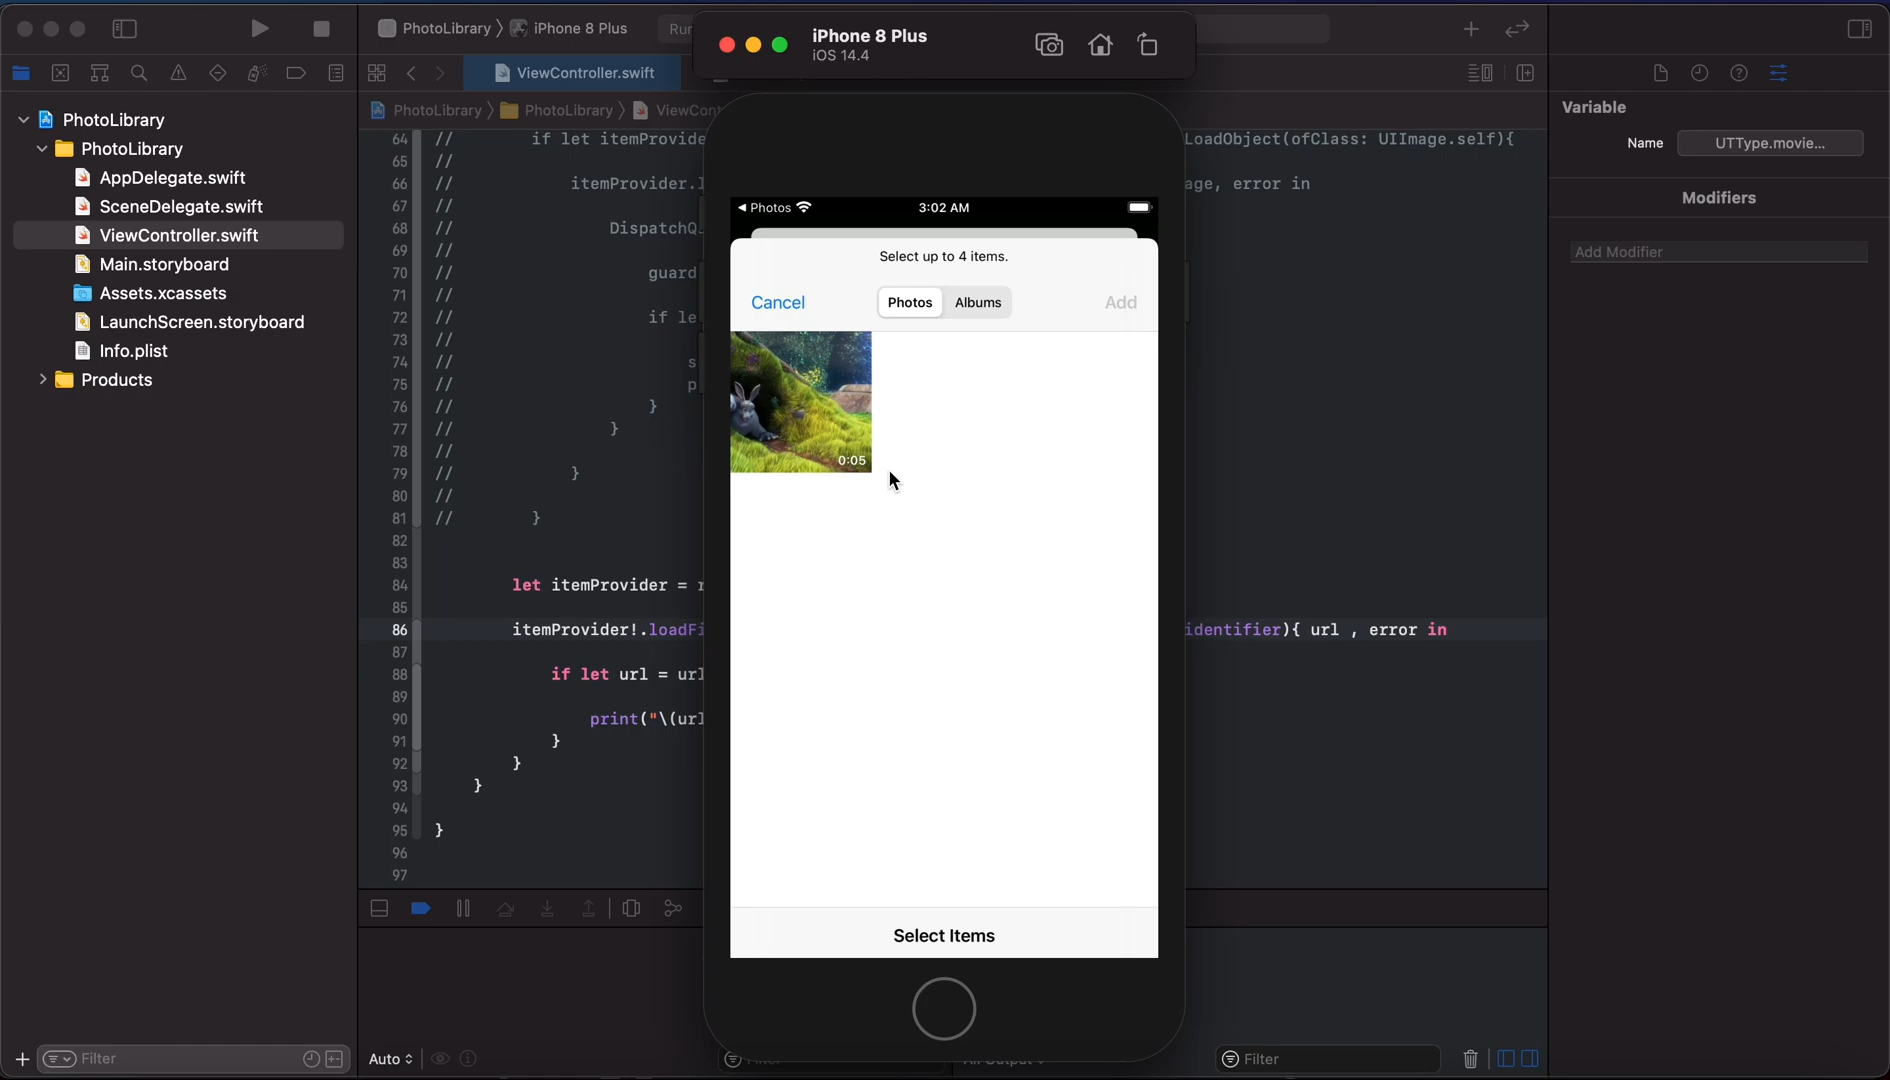 PhotoLibrary
iPhone 8 Plus
iPhone 8 Plus
iOS 14.4
ViewController.swift
PhotoLibrary
PhotoLibrary
Variable
Name
UTType.movie...
Modifiers
Add Modifier
PhotoLibrary
PhotoLibrary
AppDelegate.swift
SceneDelegate.swift
ViewController.swift
Main.storyboard
Assets.xcassets
LaunchScreen.storyboard
Info.plist
Products
64 // if let itemProvide LoadObject(ofClass: UIImage.self){
65 //
66 // itemProvider. age, error in
67 //
68 // DispatchQ
69 //
70 // guard
71 //
72 // if le
73 //
74 // s
75 // p
76 // }
77 // }
78 //
79 // }
80 //
81 // }
82
83
84 let itemProvider =
85
86 itemProvider!.loadFi identifier){ url , error in
87
88 if let url = url
89
90 print("\(url
91 }
92 }
93 }
94
95 }
96
97
Photos
3:02 AM
Select up to 4 items.
Cancel
Photos
Albums
Add
0:05
Select Items
Filter
Auto
Filter